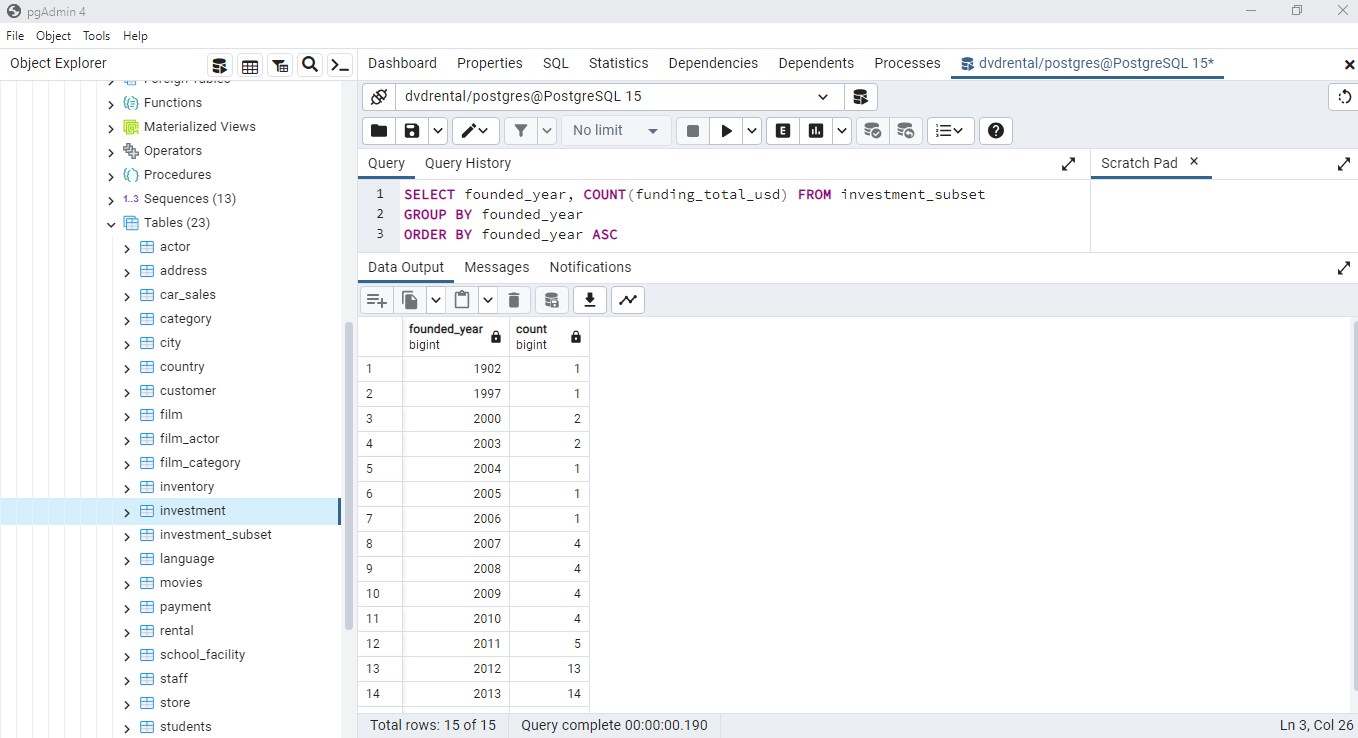 pgAdmin 4
File Object Tools Help
Object Explorer
Dashboard Properties SQL Statistics Dependencies Dependents Processes dvdrental/postgres@PostgreSQL 15*
Foreign Tables
Functions
Materialized Views
Operators
Procedures
1..3 Sequences (13)
Tables (23)
actor
address
car_sales
category
city
country
customer
film
film_actor
film_category
inventory
investment
investment_subset
language
movies
payment
rental
school_facility
staff
store
students
dvdrental/postgres@PostgreSQL 15
No limit
E
Query Query History
Scratch Pad
1 SELECT founded_year, COUNT(funding_total_usd) FROM investment_subset
2 GROUP BY founded_year
3 ORDER BY founded_year ASC
Data Output Messages Notifications
founded_year count
bigint bigint
1 1902 1
2 1997 1
3 2000 2
4 2003 2
5 2004 1
6 2005 1
7 2006 1
8 2007 4
9 2008 4
10 2009 4
11 2010 4
12 2011 5
13 2012 13
14 2013 14
Total rows: 15 of 15 Query complete 00:00:00.190 Ln 3, Col 26